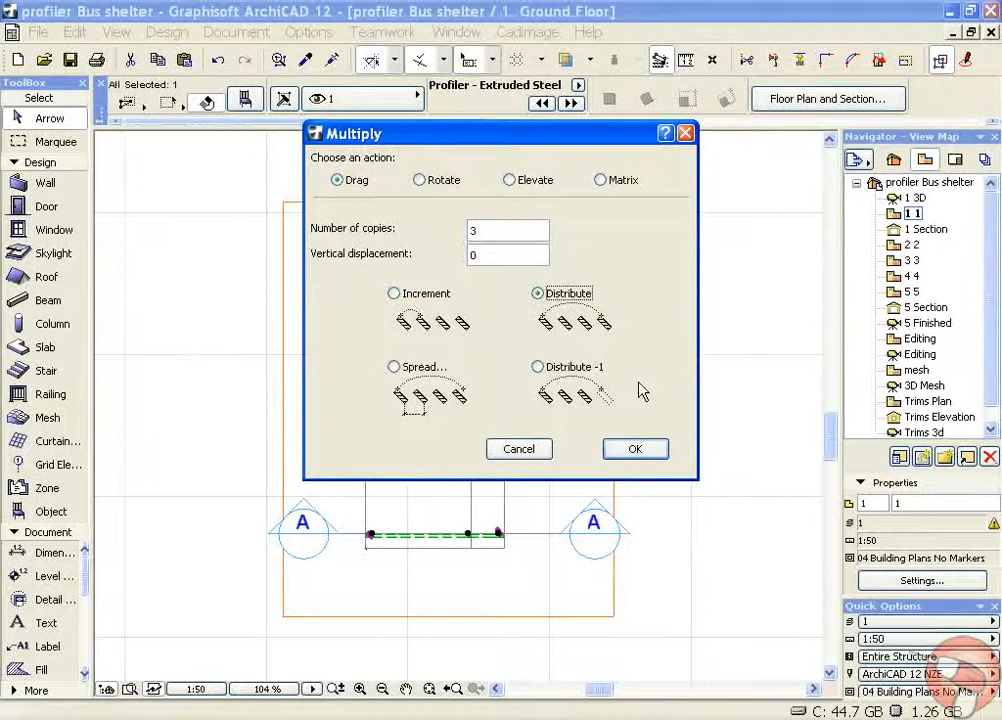 profiler Bus shelter - Graphisoft ArchiCAD 12 - [profiler Bus shelter / 1. Ground Floor]
File Edit View Design Document Options Teamwork Window Cadimage Help
ToolBox
Select
Arrow
Marquee
Design
Wall
Door
Window
Skylight
Roof
Beam
Column
Slab
Stair
Railing
Mesh
Curtain...
Grid Ele...
Zone
Object
Document
Dimen...
Level ...
Detail ...
Text
Label
Fill
More
All Selected: 1
1
Profiler - Extruded Steel
Floor Plan and Section...
Multiply
Choose an action:
Drag Rotate Elevate Matrix
Number of copies: 3
Vertical displacement: 0
Increment Distribute
Spread... Distribute -1
Cancel OK
A A
Navigator - View Map
profiler Bus shelter
1 3D
1 1
1 Section
2 2
3 3
4 4
5 5
5 Section
5 Finished
Editing
Editing
mesh
3D Mesh
Trims Plan
Trims Elevation
Trims 3d
Properties
1 1
1
1:50
04 Building Plans No Markers
Settings...
Quick Options
1
1:50
Entire Structure
ArchiCAD 12 NZE
04 Building Plans No Ma...
1:50 104 %
C: 44.7 GB 1.26 GB